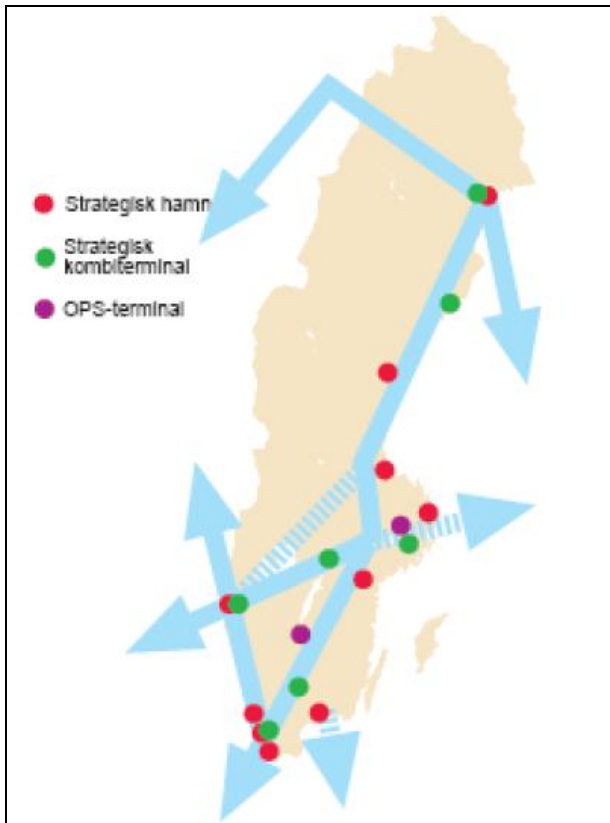 Strategisk hamn
Strategisk
kombiterminal
OPS-terminal